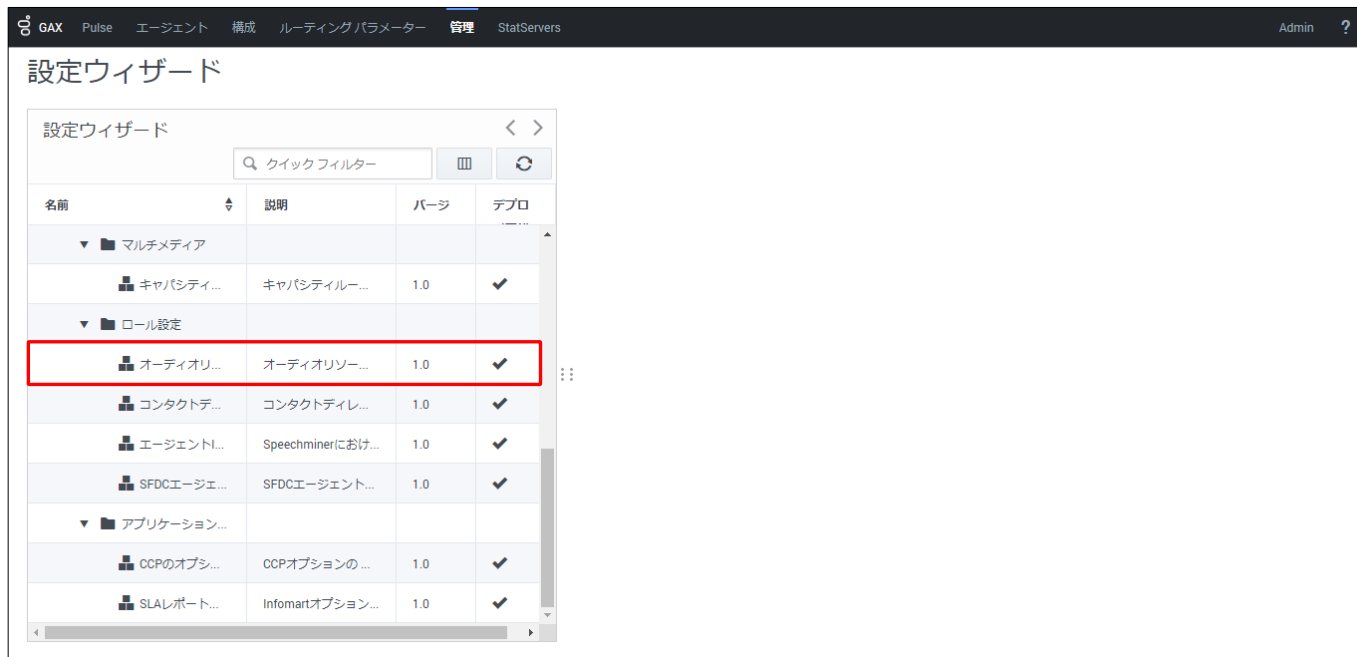 GAX Pulse エージェント 構成 ルーティング パラメーター 管理 StatServers Admin ?
設定ウィザード
設定ウィザード
クイック フィルター
名前 説明 バージ デプロ
マルチメディア
キャパシティ... キャパシティルー... 1.0
ロール設定
オーディオリ... オーディオリソー... 1.0
コンタクトデ... コンタクトディレ... 1.0
エージェントI... Speechminerにおけ... 1.0
SFDCエージェ... SFDCエージェント... 1.0
アプリケーション...
CCPのオプシ... CCPオプションの ... 1.0
SLAレポート... Infomartオプション... 1.0